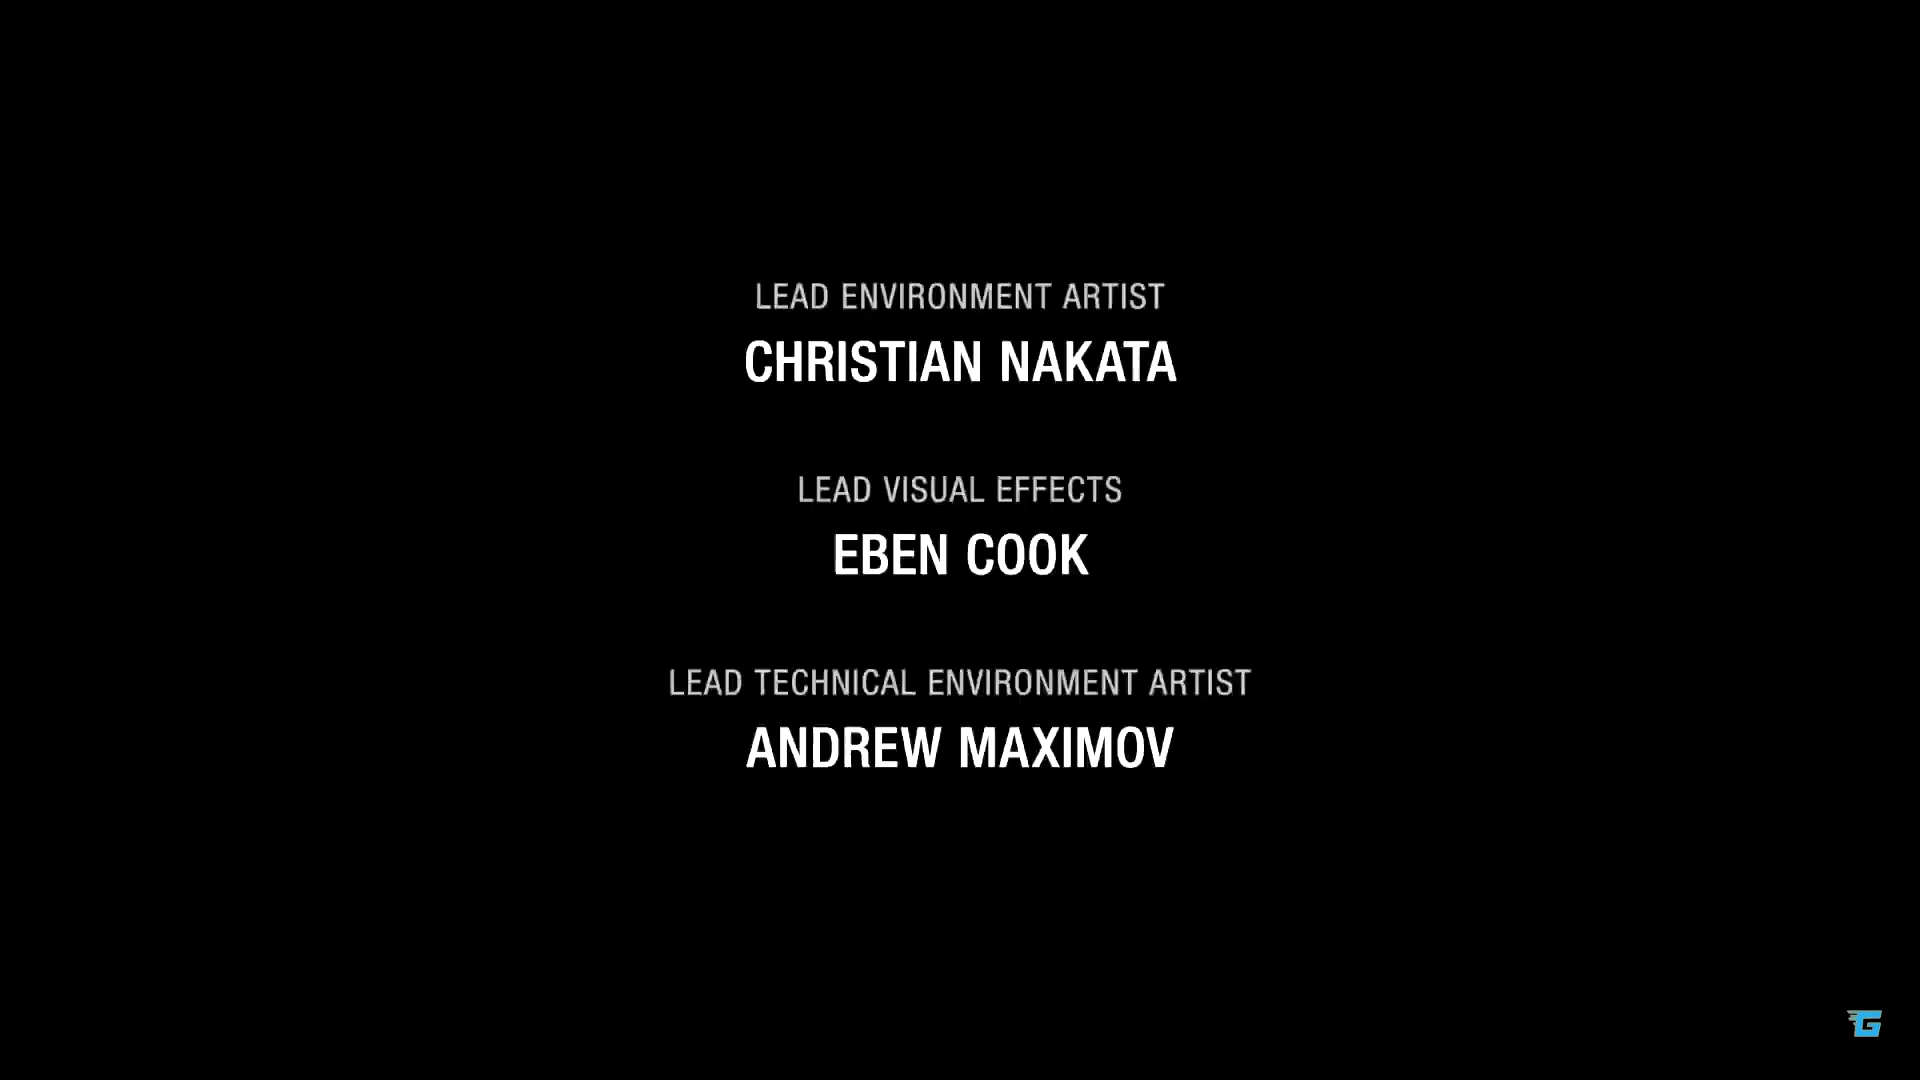 LEAD ENVIRONMENT ARTIST
CHRISTIAN NAKATA
LEAD VISUAL EFFECTS
EBEN COOK
LEAD TECHNICAL ENVIRONMENT ARTIST
ANDREW MAXIMOV
G